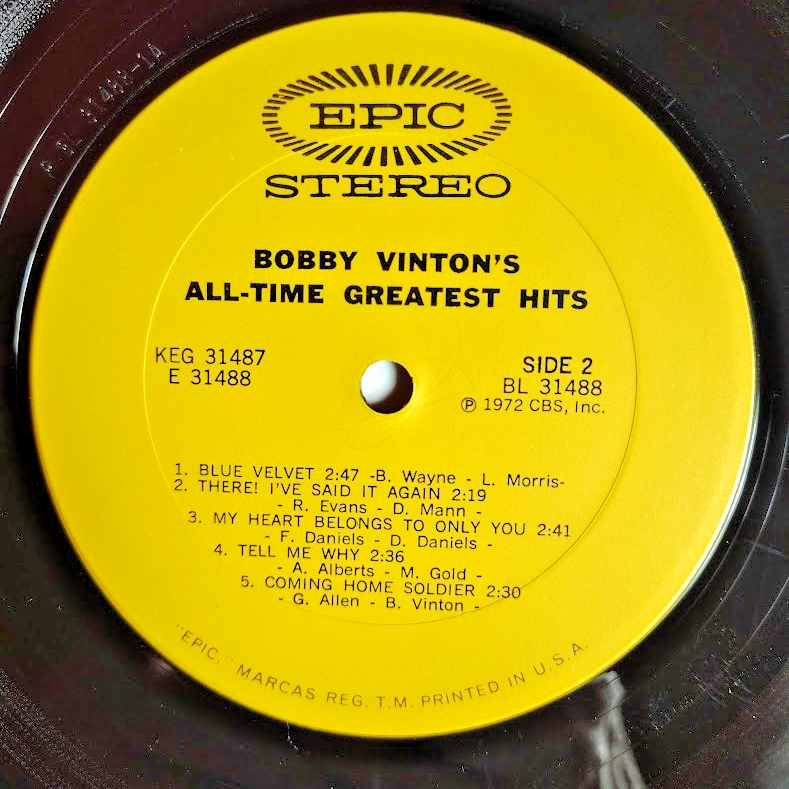 EPIC
STEREO
BOBBY VINTON'S
ALL-TIME GREATEST HITS
KEG 31487
E 31488
SIDE 2
BL 31488
Ⓟ 1972 CBS, Inc.
1. BLUE VELVET 2:47 -B. Wayne - L. Morris-
2. THERE! I'VE SAID IT AGAIN 2:19
- R. Evans - D. Mann -
3. MY HEART BELONGS TO ONLY YOU 2:41
- F. Daniels - D. Daniels -
4. TELL ME WHY 2:36
- A. Alberts - M. Gold -
5. COMING HOME SOLDIER 2:30
- G. Allen - B. Vinton -
"EPIC," MARCAS REG. T.M. PRINTED IN U.S.A.
BL 31488-1A